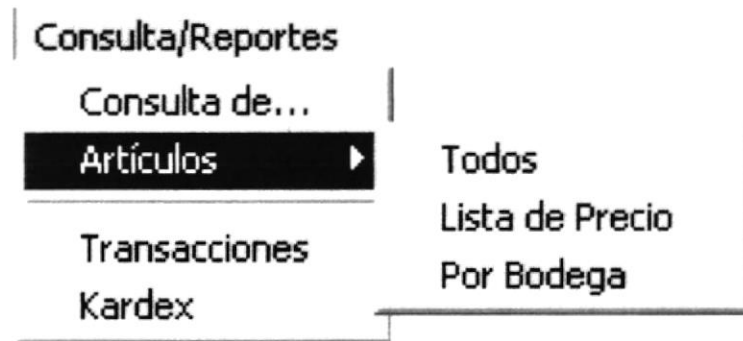 Consulta/Reportes
Consulta de...
Artículos
Todos
Lista de Precio
Por Bodega
Transacciones
Kardex